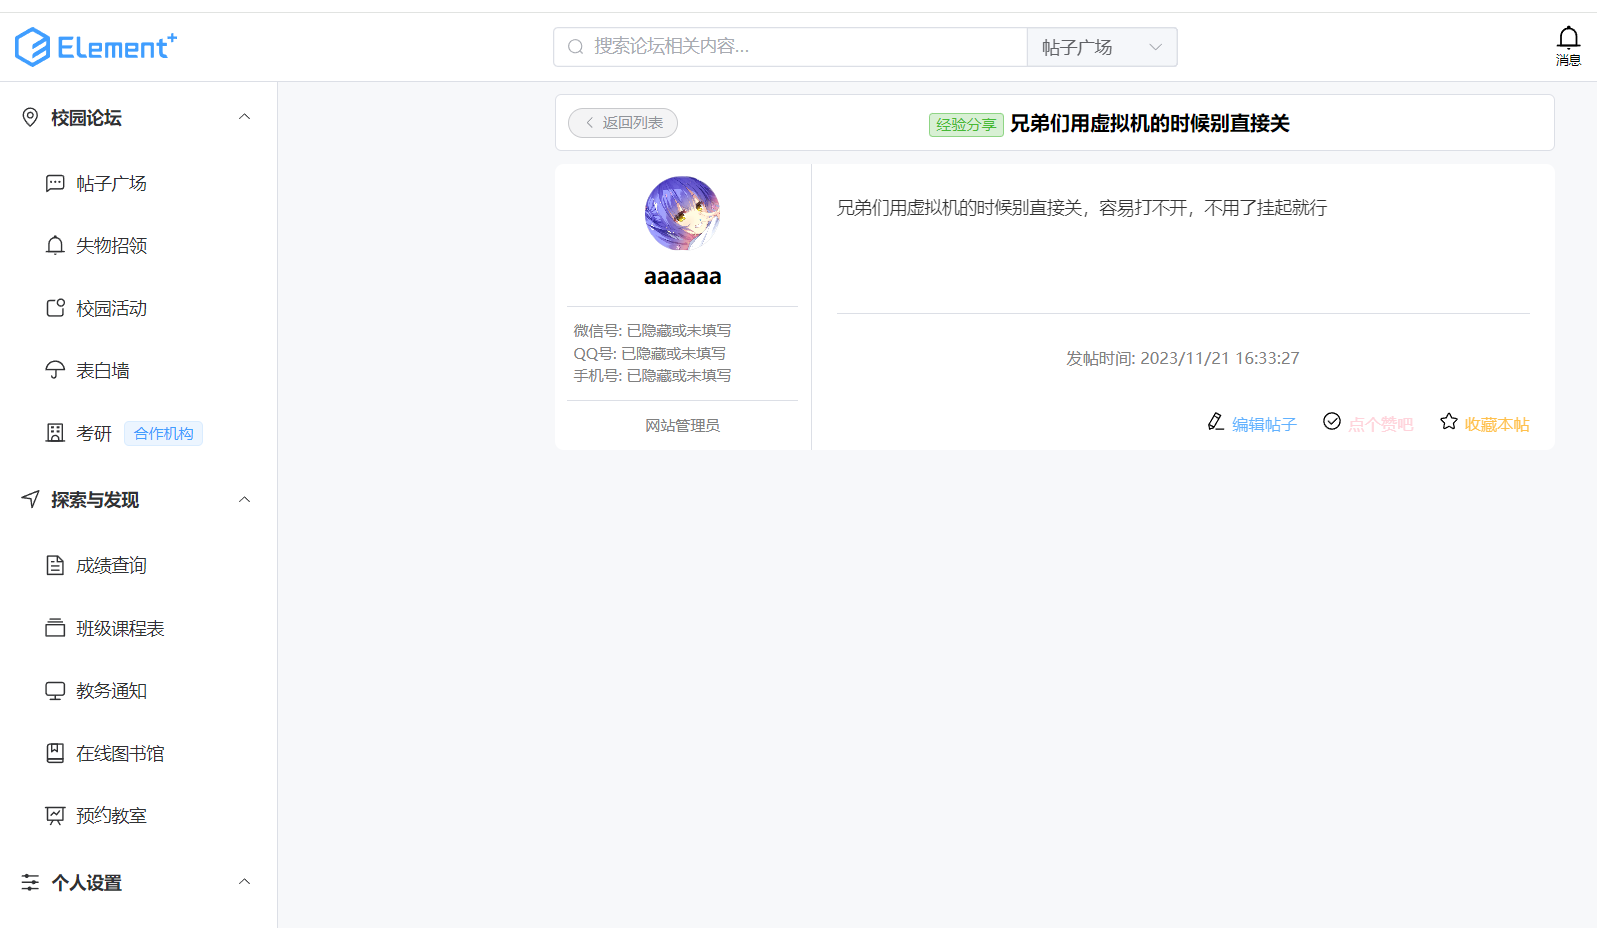 Element+
搜索论坛相关内容...
帖子广场
消息
校园论坛
帖子广场
失物招领
校园活动
表白墙
考研 合作机构
探索与发现
成绩查询
班级课程表
教务通知
在线图书馆
预约教室
个人设置
返回列表
经验分享 兄弟们用虚拟机的时候别直接关
aaaaaa
微信号: 已隐藏或未填写
QQ号: 已隐藏或未填写
手机号: 已隐藏或未填写
网站管理员
兄弟们用虚拟机的时候别直接关，容易打不开，不用了挂起就行
发帖时间: 2023/11/21 16:33:27
编辑帖子 点个赞吧 收藏本帖